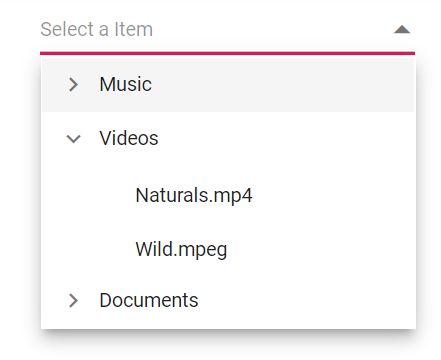 Select a Item
Music
Videos
Naturals.mp4
Wild.mpeg
Documents